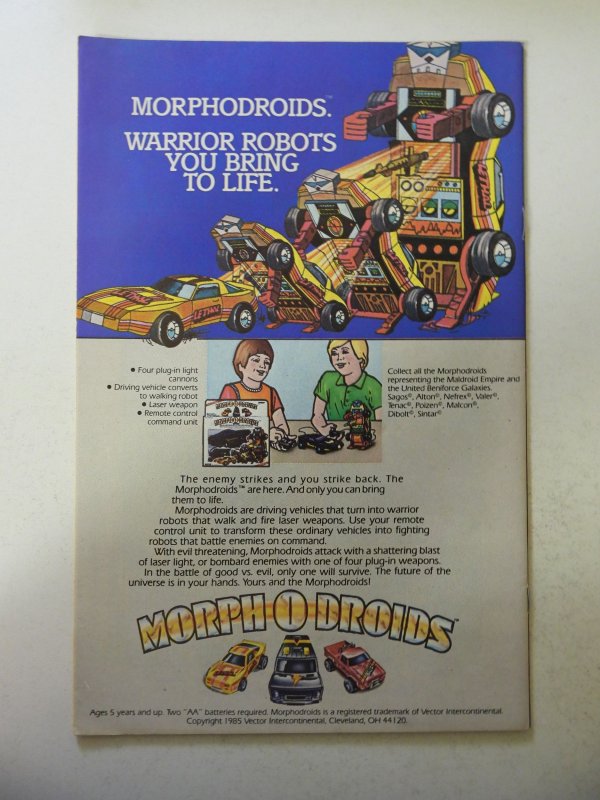 MORPHODROIDS.™
WARRIOR ROBOTS
YOU BRING
TO LIFE.
LETHAL
• Four plug-in light
cannons
• Driving vehicle converts
to walking robot
• Laser weapon
• Remote control
command unit
Collect all the Morphodroids
representing the Maldroid Empire and
the United Beniforce Galaxies.
Sagos®, Alton®, Nefrex®, Valer®,
Tenac®, Poizen®, Malcon®,
Dibolt®, Sintar®
The enemy strikes and you strike back. The
Morphodroids™ are here. And only you can bring
them to life.
Morphodroids are driving vehicles that turn into warrior
robots that walk and fire laser weapons. Use your remote
control unit to transform these ordinary vehicles into fighting
robots that battle enemies on command.
With evil threatening, Morphodroids attack with a shattering blast
of laser light, or bombard enemies with one of four plug-in weapons.
In the battle of good vs. evil, only one will survive. The future of the
universe is in your hands. Yours and the Morphodroids!
MORPH-O-DROIDS™
Ages 5 years and up. Two "AA" batteries required. Morphodroids is a registered trademark of Vector Intercontinental.
Copyright 1985 Vector Intercontinental, Cleveland, OH 44120.